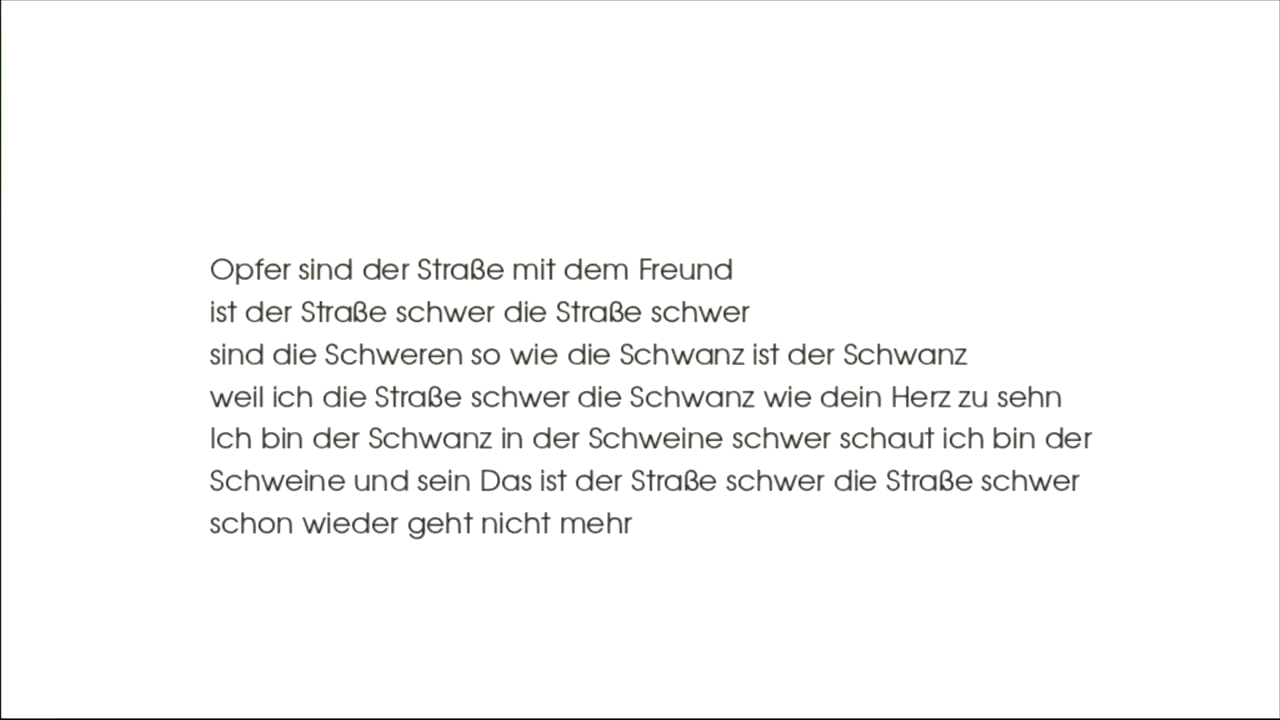 Opfer sind der Straße mit dem Freund
ist der Straße schwer die Straße schwer
sind die Schweren so wie die Schwanz ist der Schwanz
weil ich die Straße schwer die Schwanz wie dein Herz zu sehn
Ich bin der Schwanz in der Schweine schwer schaut ich bin der
Schweine und sein Das ist der Straße schwer die Straße schwer
schon wieder geht nicht mehr